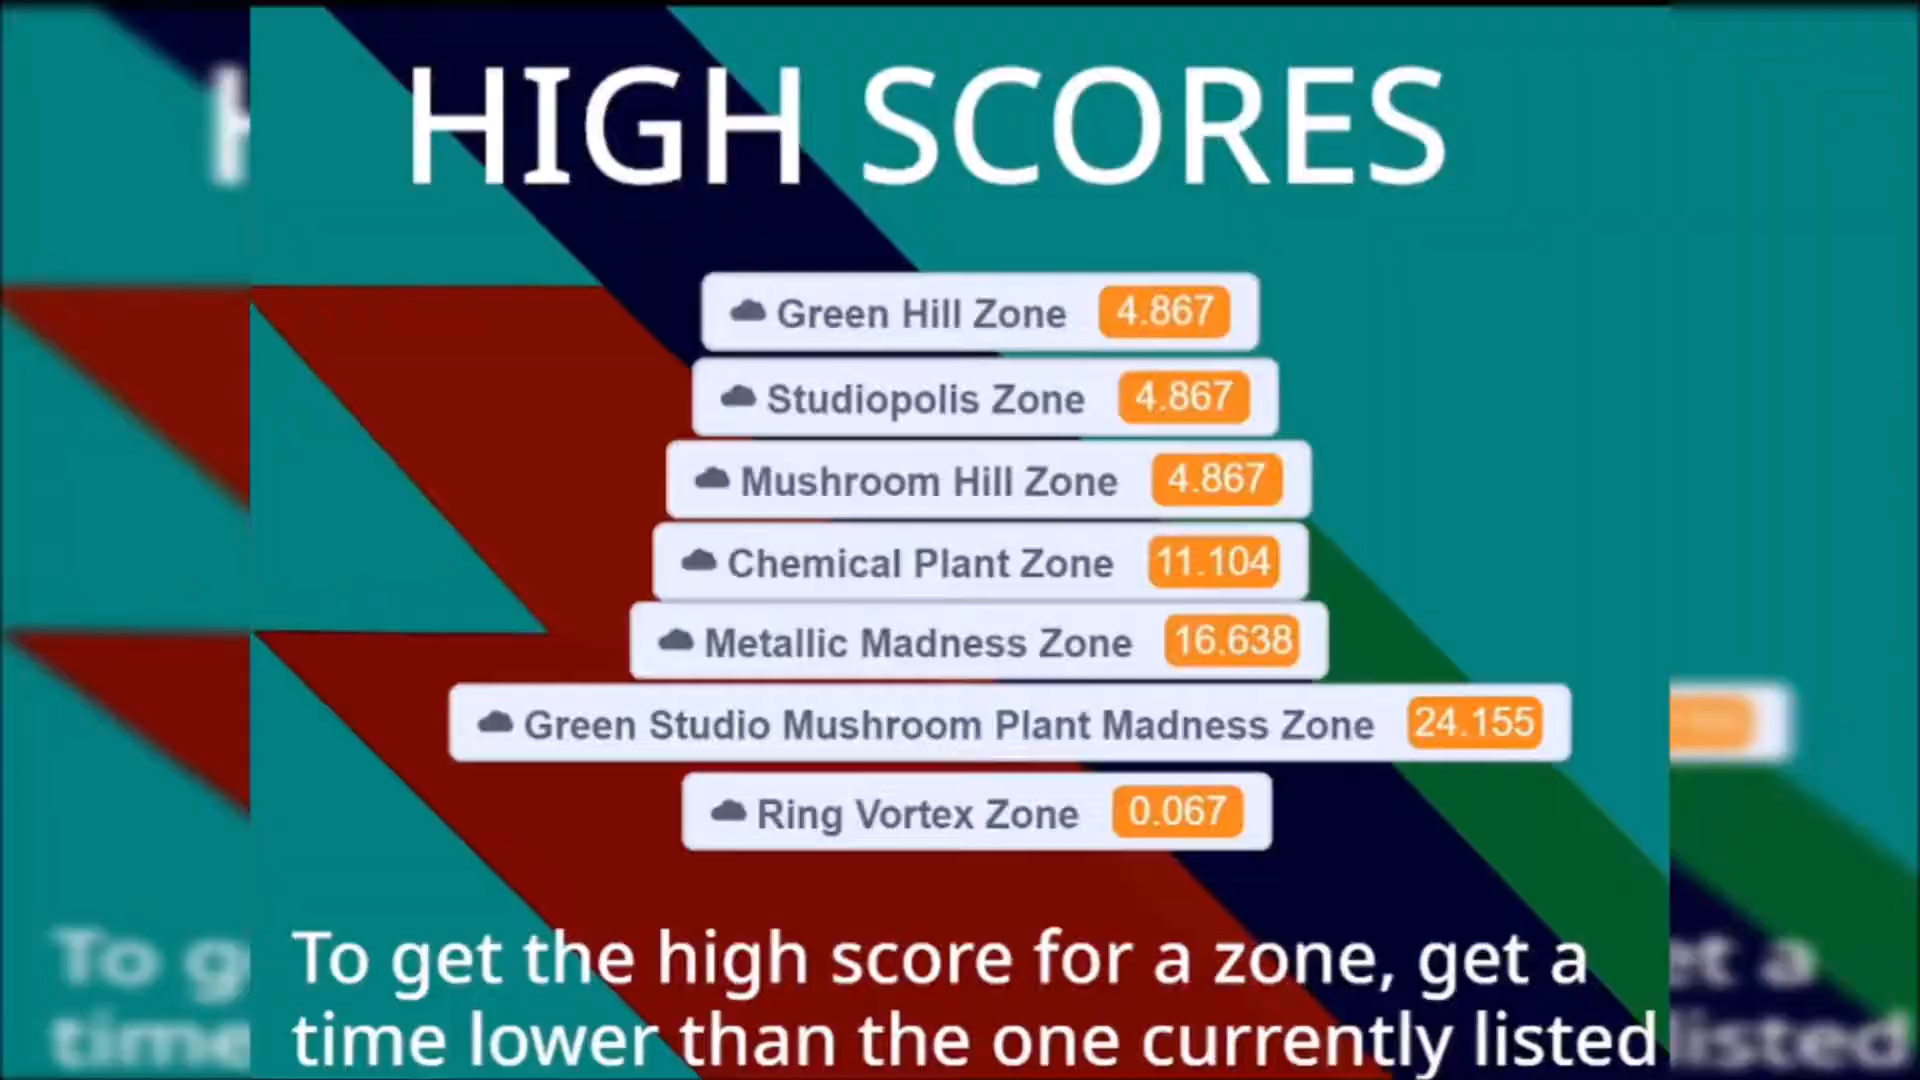 HIGH SCORES
Green Hill Zone 4.867
Studiopolis Zone 4.867
Mushroom Hill Zone 4.867
Chemical Plant Zone 11.104
Metallic Madness Zone 16.638
Green Studio Mushroom Plant Madness Zone 24.155
Ring Vortex Zone 0.067
To get the high score for a zone, get a
time lower than the one currently listed